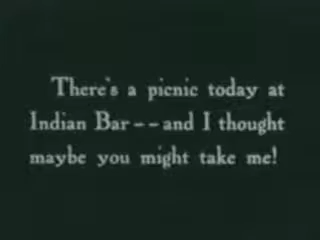 There's a picnic today at
Indian Bar--and I thought
maybe you might take me!